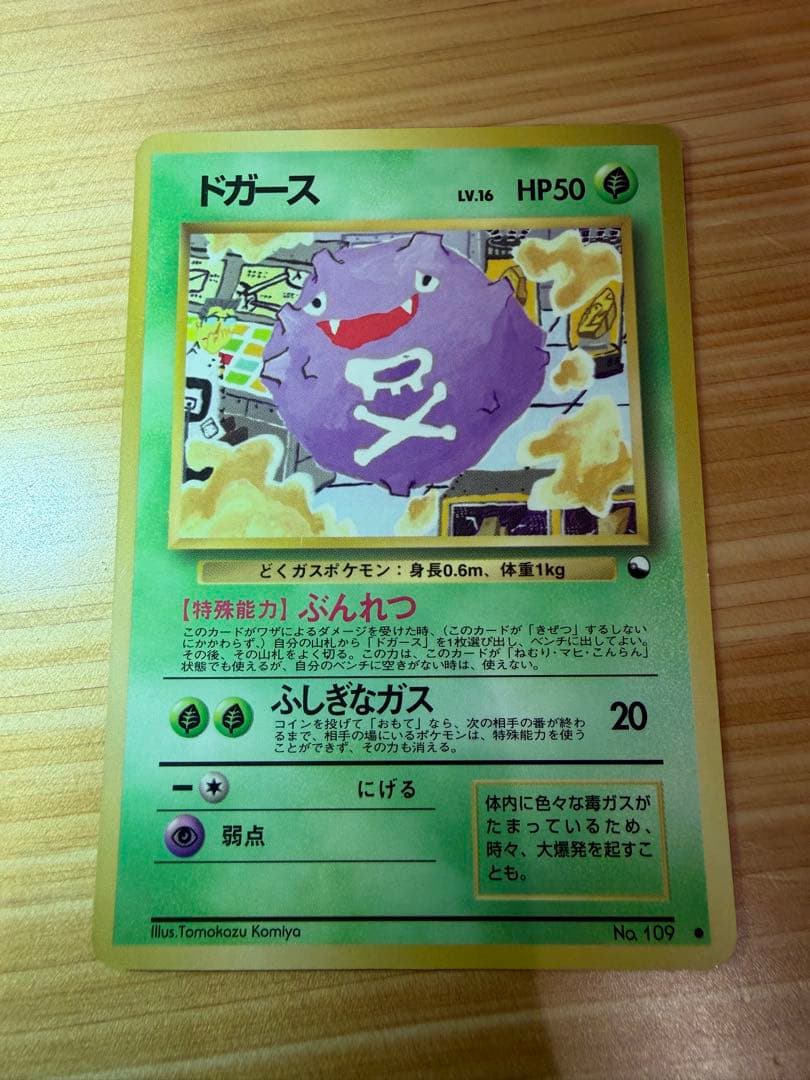 ドガース LV.16 HP50
どくガスポケモン：身長0.6m、体重1kg
【特殊能力】ぶんれつ
このカードがワザによるダメージを受けた時、（このカードが「きぜつ」するしない
にかかわらず、）自分の山札から「ドガース」を1枚選び出し、ベンチに出してよい。
その後、その山札をよく切る。この力は、このカードが「ねむり・マヒ・こんらん」
状態でも使えるが、自分のベンチに空きがない時は、使えない。
ふしぎなガス 20
コインを投げて「おもて」なら、次の相手の番が終わ
るまで、相手の場にいるポケモンは、特殊能力を使う
ことができず、その力も消える。
ー にげる
弱点
体内に色々な毒ガスが
たまっているため、
時々、大爆発を起すこ
とも。
Illus.Tomokazu Komiya No. 109